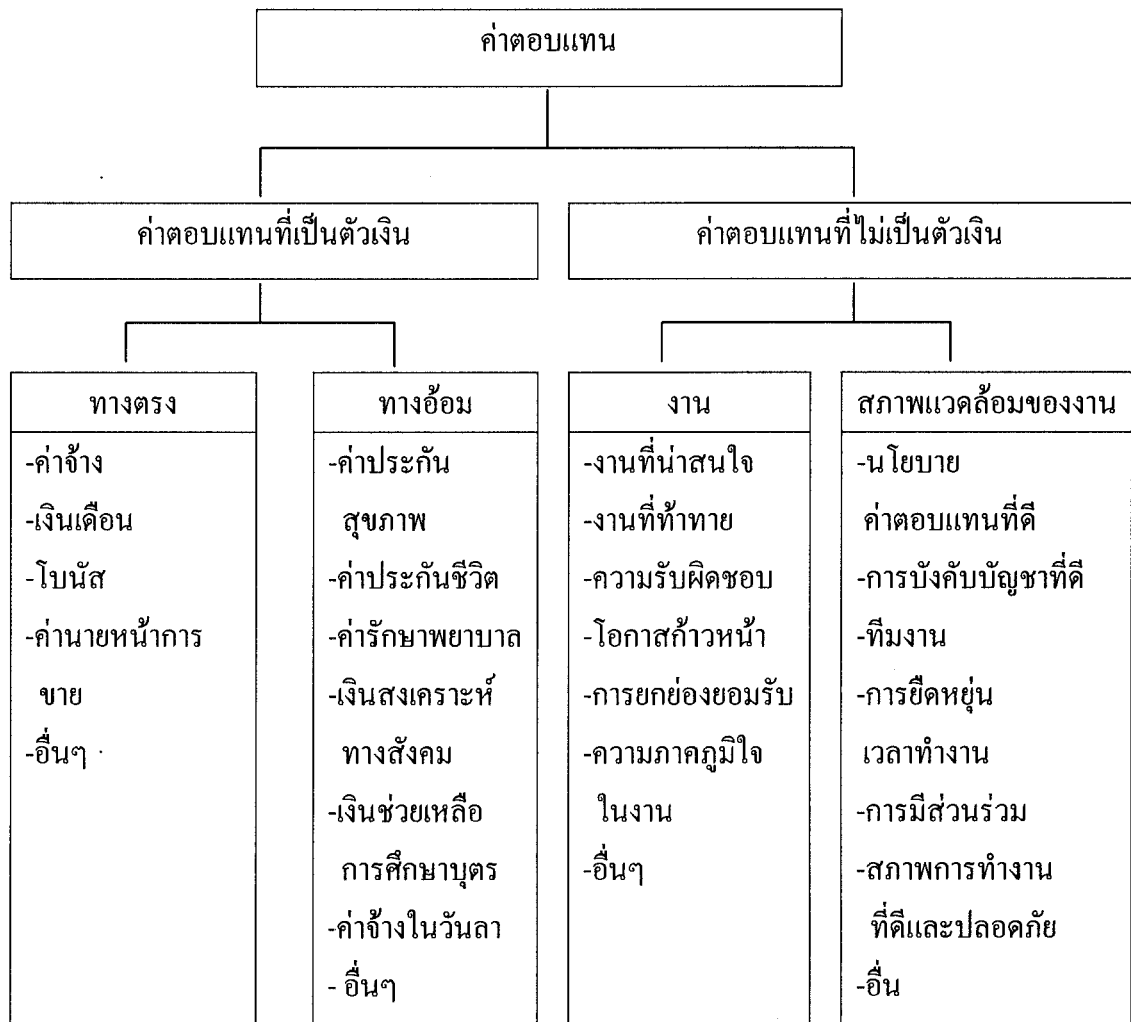 ค่าตอบแทน
ค่าตอบแทนที่เป็นตัวเงิน
ค่าตอบแทนที่ไม่เป็นตัวเงิน
ทางตรง
-ค่าจ้าง
-เงินเดือน
-โบนัส
-ค่านายหน้าการ
ขาย
-อื่นๆ
ทางอ้อม
-ค่าประกัน
สุขภาพ
-ค่าประกันชีวิต
-ค่ารักษาพยาบาล
-เงินสงเคราะห์
ทางสังคม
-เงินช่วยเหลือ
การศึกษาบุตร
-ค่าจ้างในวันลา
- อื่นๆ
งาน
-งานที่น่าสนใจ
-งานที่ท้าทาย
-ความรับผิดชอบ
-โอกาสก้าวหน้า
-การยกย่องยอมรับ
-ความภาคภูมิใจ
ในงาน
-อื่นๆ
สภาพแวดล้อมของงาน
-นโยบาย
ค่าตอบแทนที่ดี
-การบังคับบัญชาที่ดี
-ทีมงาน
-การยืดหยุ่น
เวลาทำงาน
-การมีส่วนร่วม
-สภาพการทำงาน
ที่ดีและปลอดภัย
-อื่น